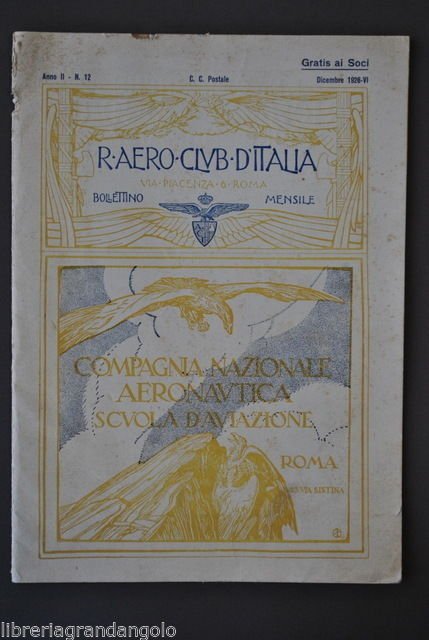 Gratis ai Soci
Anno II - N. 12
C. C. Postale
Dicembre 1926-VI
R·AERO·CLVB·D'ITALIA
VIA·PIACENZA·6·ROMA
BOLLETTINO
MENSILE
COMPAGNIA NAZIONALE
AERONAVTICA
SCVOLA D'AVIAZIONE
ROMA
VIA SISTINA
libreriagrandangolo